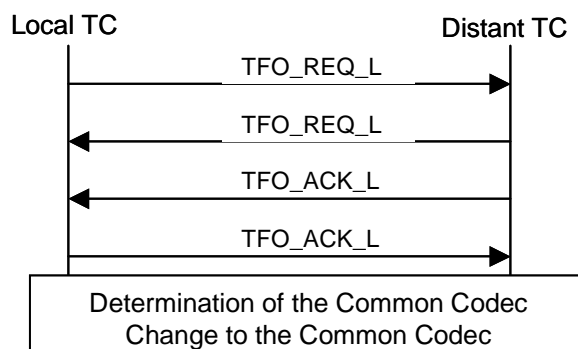 Local TC
Distant TC
TFO_REQ_L
TFO_REQ_L
TFO_ACK_L
TFO_ACK_L
Determination of the Common Codec
Change to the Common Codec